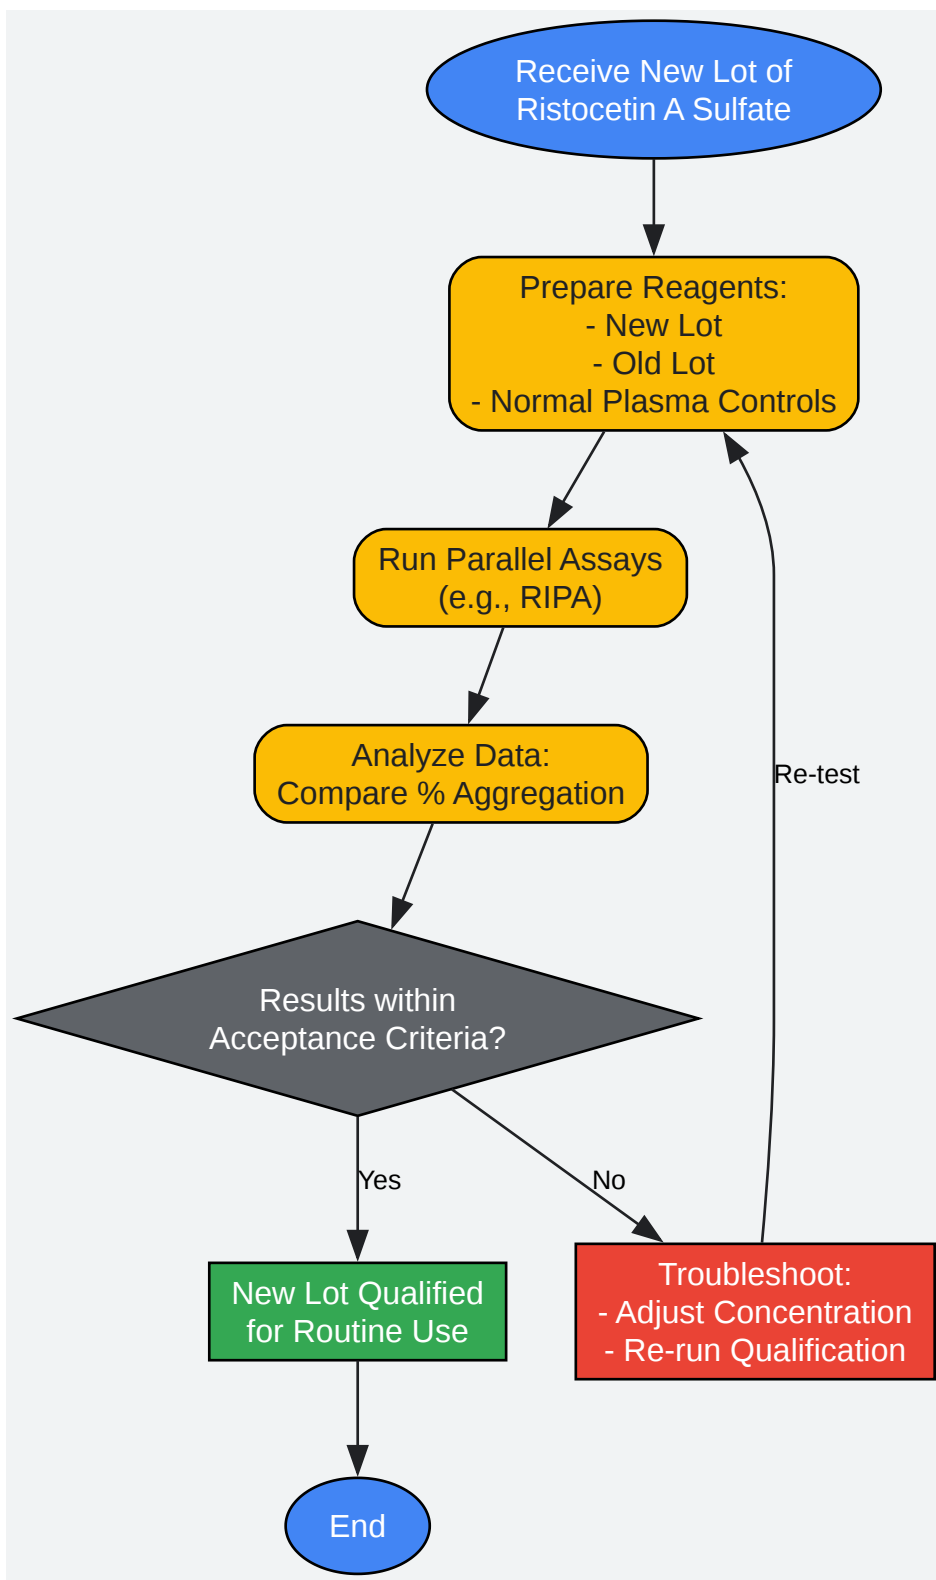 Receive New Lot of
Ristocetin A Sulfate
Prepare Reagents:
- New Lot
- Old Lot
- Normal Plasma Controls
Run Parallel Assays
(e.g., RIPA)
Analyze Data:
Compare % Aggregation
Re-test
Results within
Acceptance Criteria?
Yes
No
New Lot Qualified
for Routine Use
Troubleshoot:
- Adjust Concentration
- Re-run Qualification
End